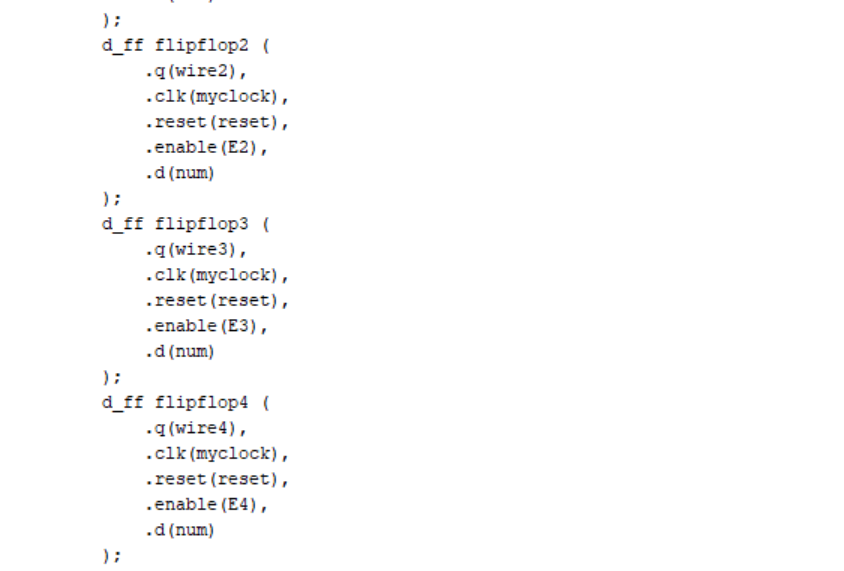 );
d_ff flipflop2 (
.q(wire2),
.clk(myclock),
.reset(reset),
.enable(E2),
.d(num)
);
d_ff flipflop3 (
.q(wire3),
.clk(myclock),
.reset(reset),
.enable(E3),
.d(num)
);
d_ff flipflop4 (
.q(wire4),
.clk(myclock),
.reset(reset),
.enable(E4),
.d(num)
);